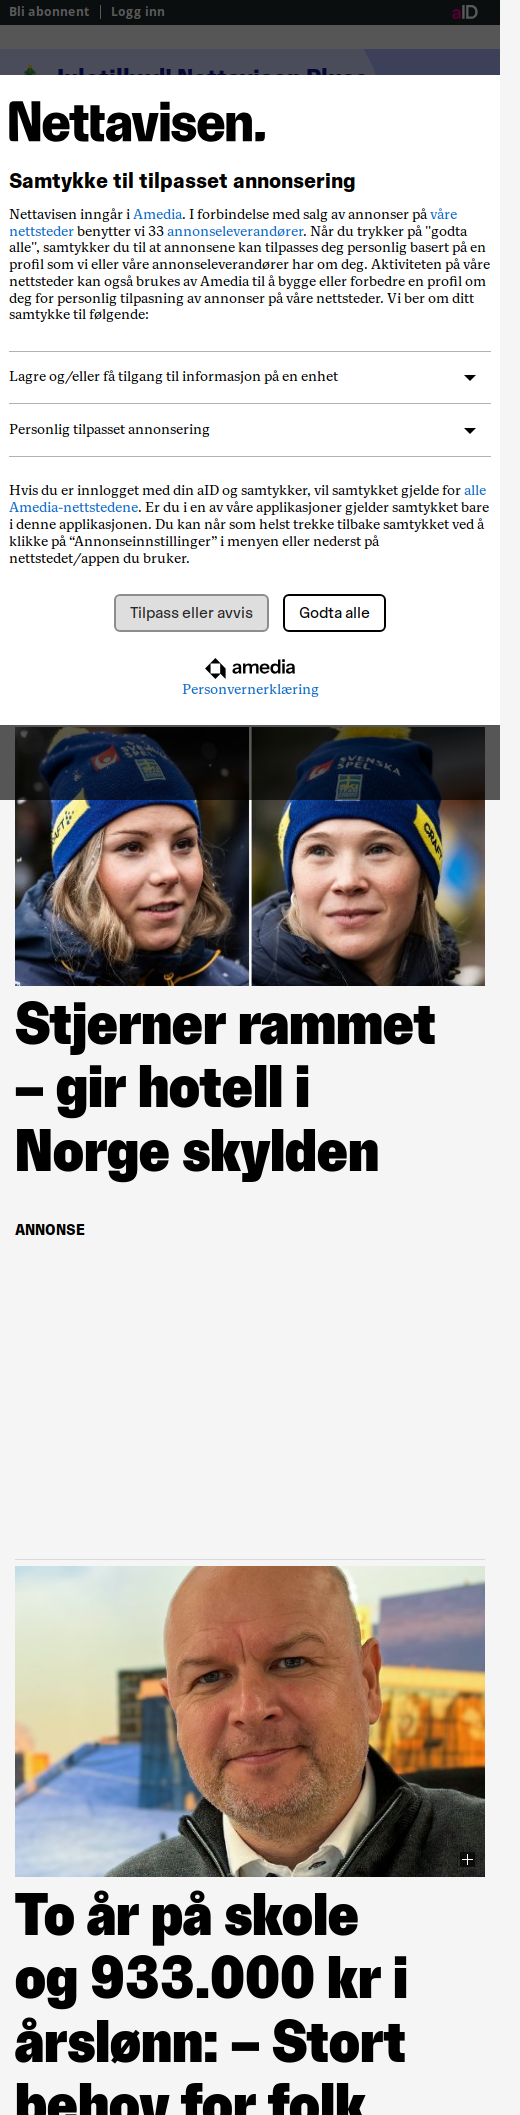 Bli abonnent | Logg inn
aID
Juletilbud! Nettavisen Pluss
Nettavisen.
Samtykke til tilpasset annonsering
Nettavisen inngår i Amedia. I forbindelse med salg av annonser på våre
nettsteder benytter vi 33 annonseleverandører. Når du trykker på "godta
alle", samtykker du til at annonsene kan tilpasses deg personlig basert på en
profil som vi eller våre annonseleverandører har om deg. Aktiviteten på våre
nettsteder kan også brukes av Amedia til å bygge eller forbedre en profil om
deg for personlig tilpasning av annonser på våre nettsteder. Vi ber om ditt
samtykke til følgende:
Lagre og/eller få tilgang til informasjon på en enhet
Personlig tilpasset annonsering
Hvis du er innlogget med din aID og samtykker, vil samtykket gjelde for alle
Amedia-nettstedene. Er du i en av våre applikasjoner gjelder samtykket bare
i denne applikasjonen. Du kan når som helst trekke tilbake samtykket ved å
klikke på “Annonseinnstillinger” i menyen eller nederst på
nettstedet/appen du bruker.
Tilpass eller avvis
Godta alle
amedia
Personvernerklæring
SPEL
SVENSKA
SPEL
CRAFT
CRAFT
Stjerner rammet
– gir hotell i
Norge skylden
ANNONSE
To år på skole
og 933.000 kr i
årslønn: – Stort
behov for folk